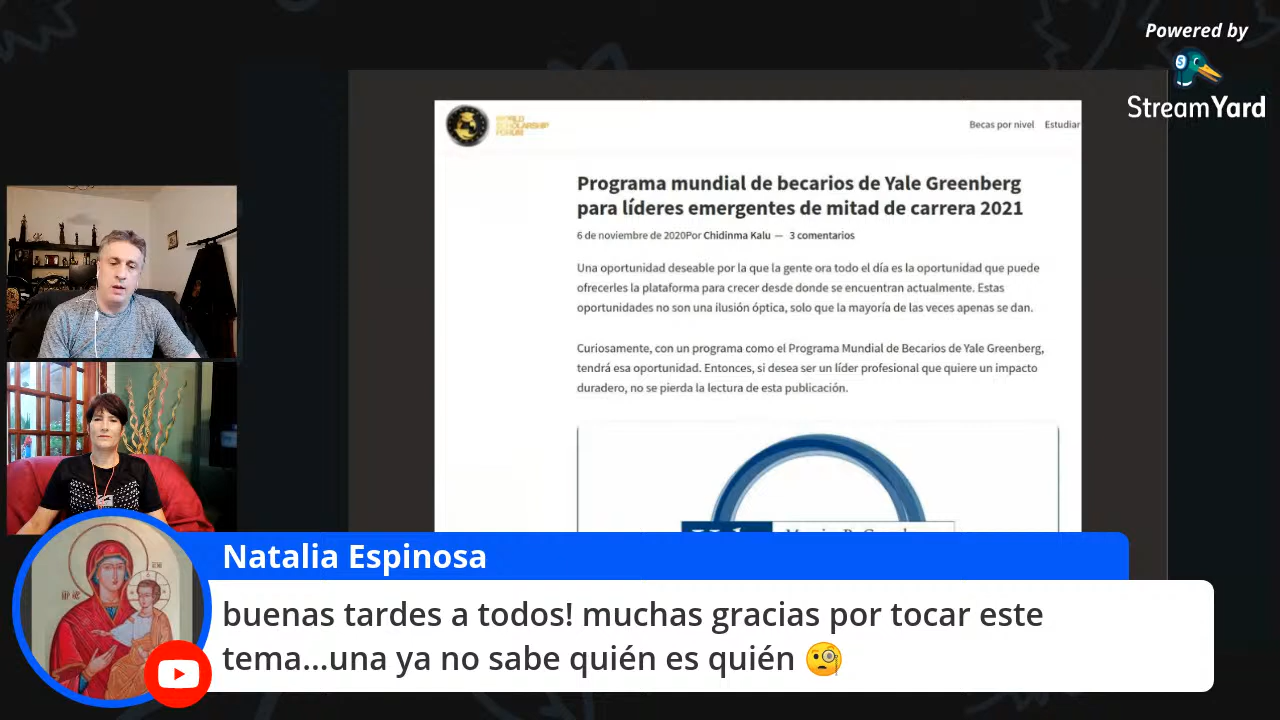 Powered by
StreamYard
WORLD
SCHOLARSHIP
FORUM
Becas por nivel Estudiar
Programa mundial de becarios de Yale Greenberg
para líderes emergentes de mitad de carrera 2021
6 de noviembre de 2020Por Chidinma Kalu — 3 comentarios
Una oportunidad deseable por la que la gente ora todo el día es la oportunidad que puede
ofrecerles la plataforma para crecer desde donde se encuentran actualmente. Estas
oportunidades no son una ilusión óptica, solo que la mayoría de las veces apenas se dan.
Curiosamente, con un programa como el Programa Mundial de Becarios de Yale Greenberg,
tendrá esa oportunidad. Entonces, si desea ser un líder profesional que quiere un impacto
duradero, no se pierda la lectura de esta publicación.
Natalia Espinosa
buenas tardes a todos! muchas gracias por tocar este
tema...una ya no sabe quién es quién 🧐